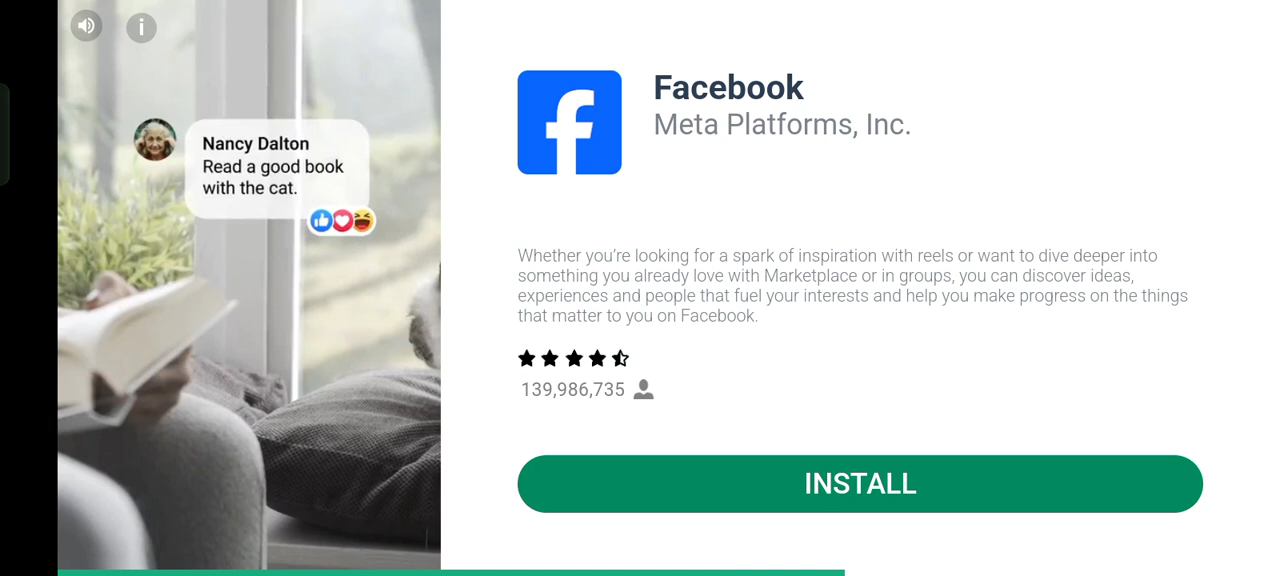 Nancy Dalton
Read a good book
with the cat.
Facebook
Meta Platforms, Inc.
Whether you’re looking for a spark of inspiration with reels or want to dive deeper into
something you already love with Marketplace or in groups, you can discover ideas,
experiences and people that fuel your interests and help you make progress on the things
that matter to you on Facebook.
139,986,735
INSTALL